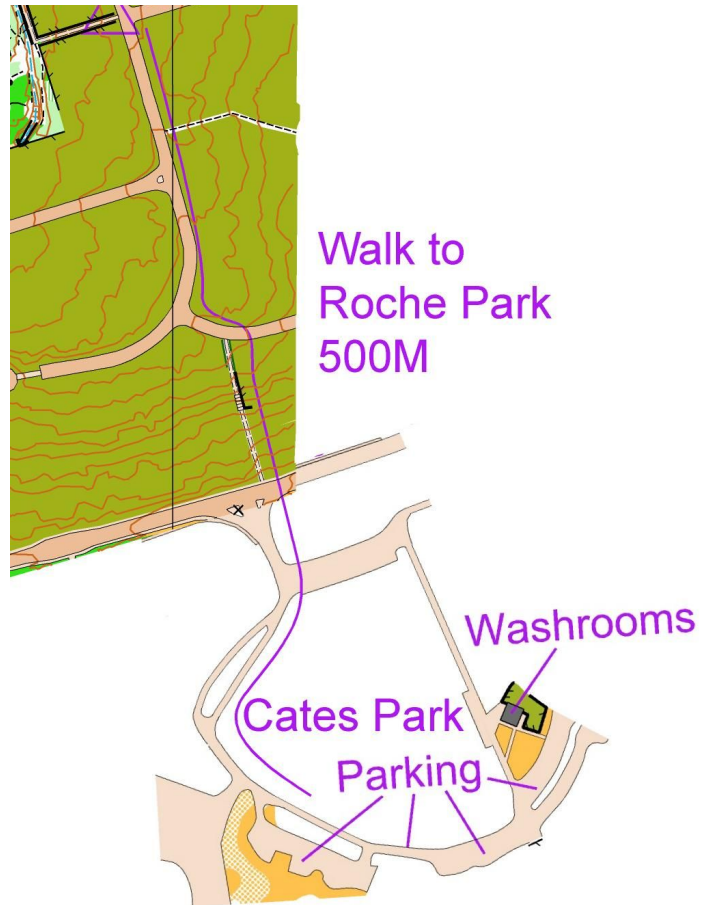 Walk to
Roche Park
500M
Washrooms
Cates Park
Parking